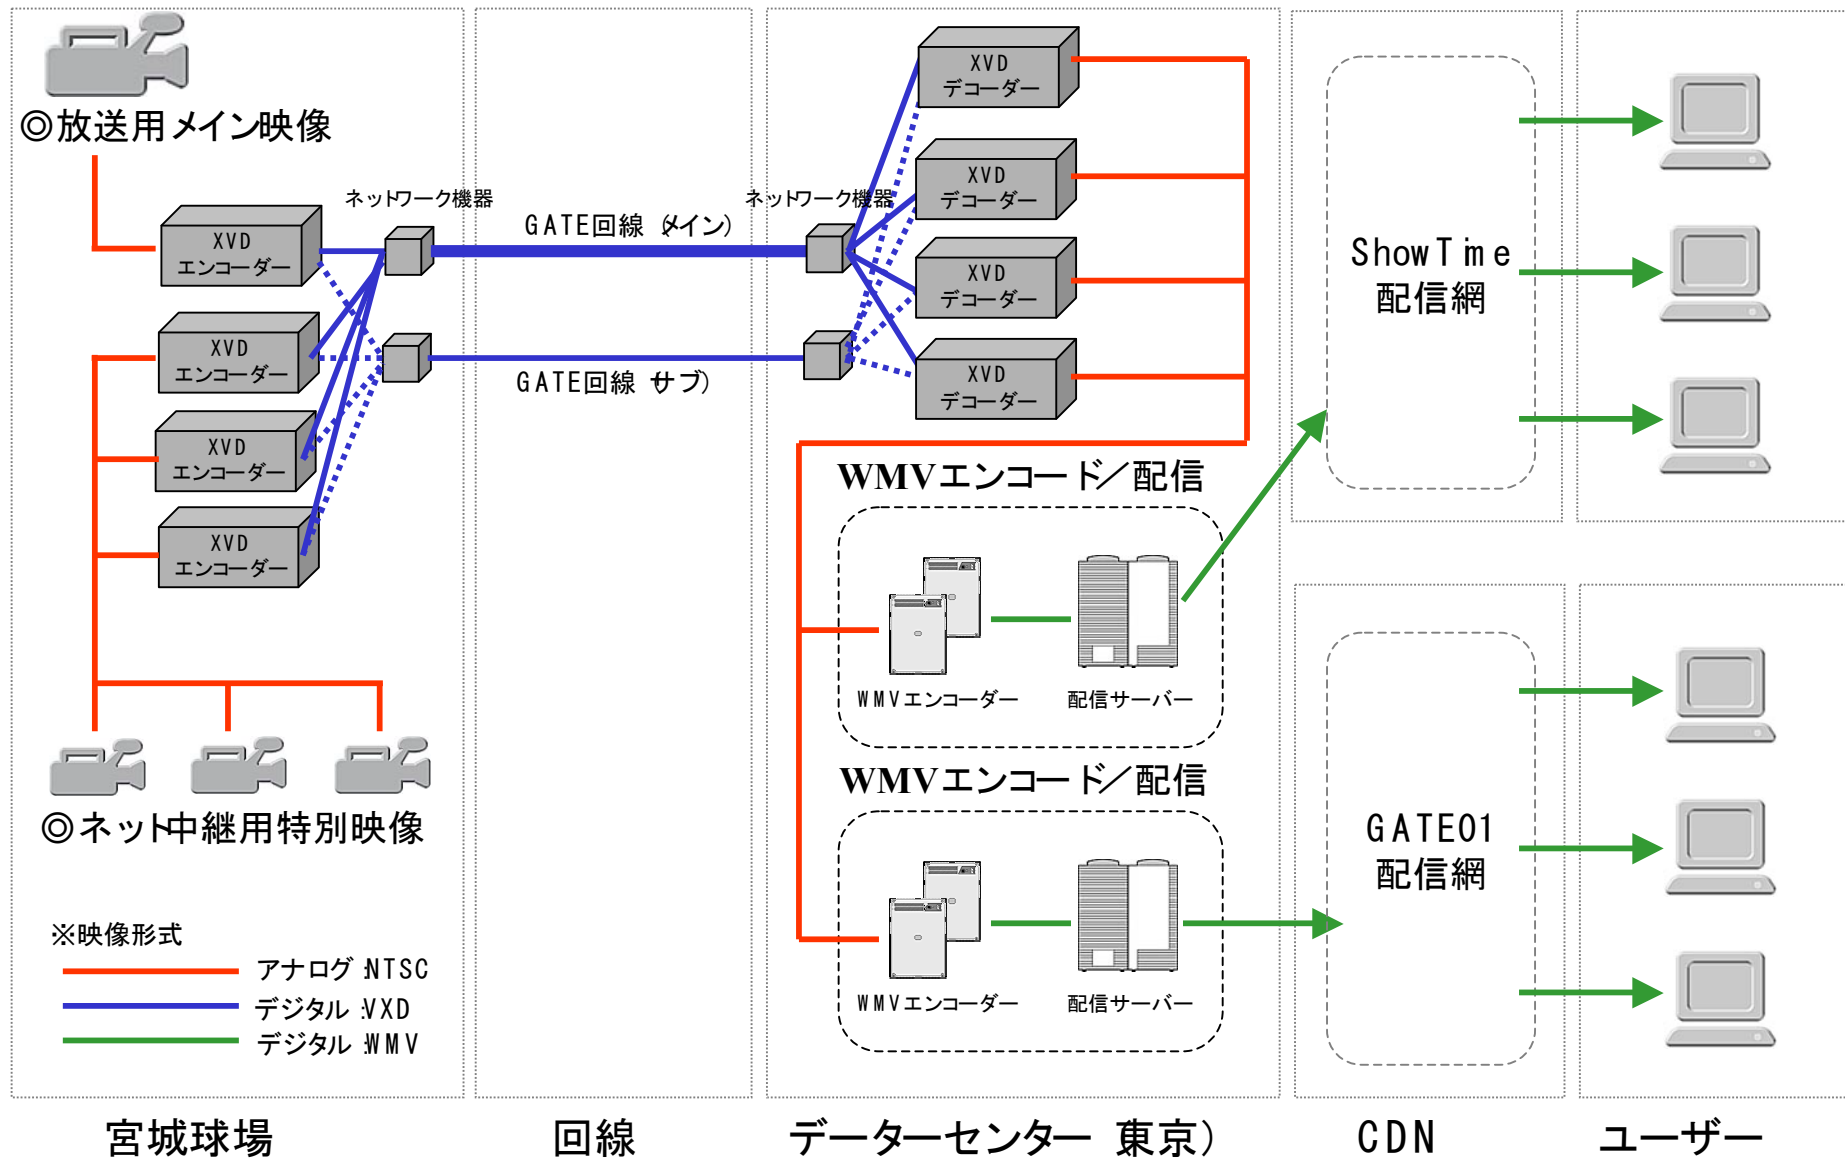 ◎放送用メイン映像
XVD
エンコーダー
XVD
エンコーダー
XVD
エンコーダー
XVD
エンコーダー
ネットワーク機器
◎ネット中継用特別映像
※映像形式
アナログ:NTSC
デジタル:VXD
デジタル:WMV
宮城球場
GATE回線（メイン）
GATE回線（サブ）
回線
ネットワーク機器
XVD
デコーダー
XVD
デコーダー
XVD
デコーダー
XVD
デコーダー
WMVエンコード／配信
WMVエンコーダー
配信サーバー
WMVエンコード／配信
WMVエンコーダー
配信サーバー
データーセンター（東京）
ShowTime
配信網
GATE01
配信網
CDN
ユーザー